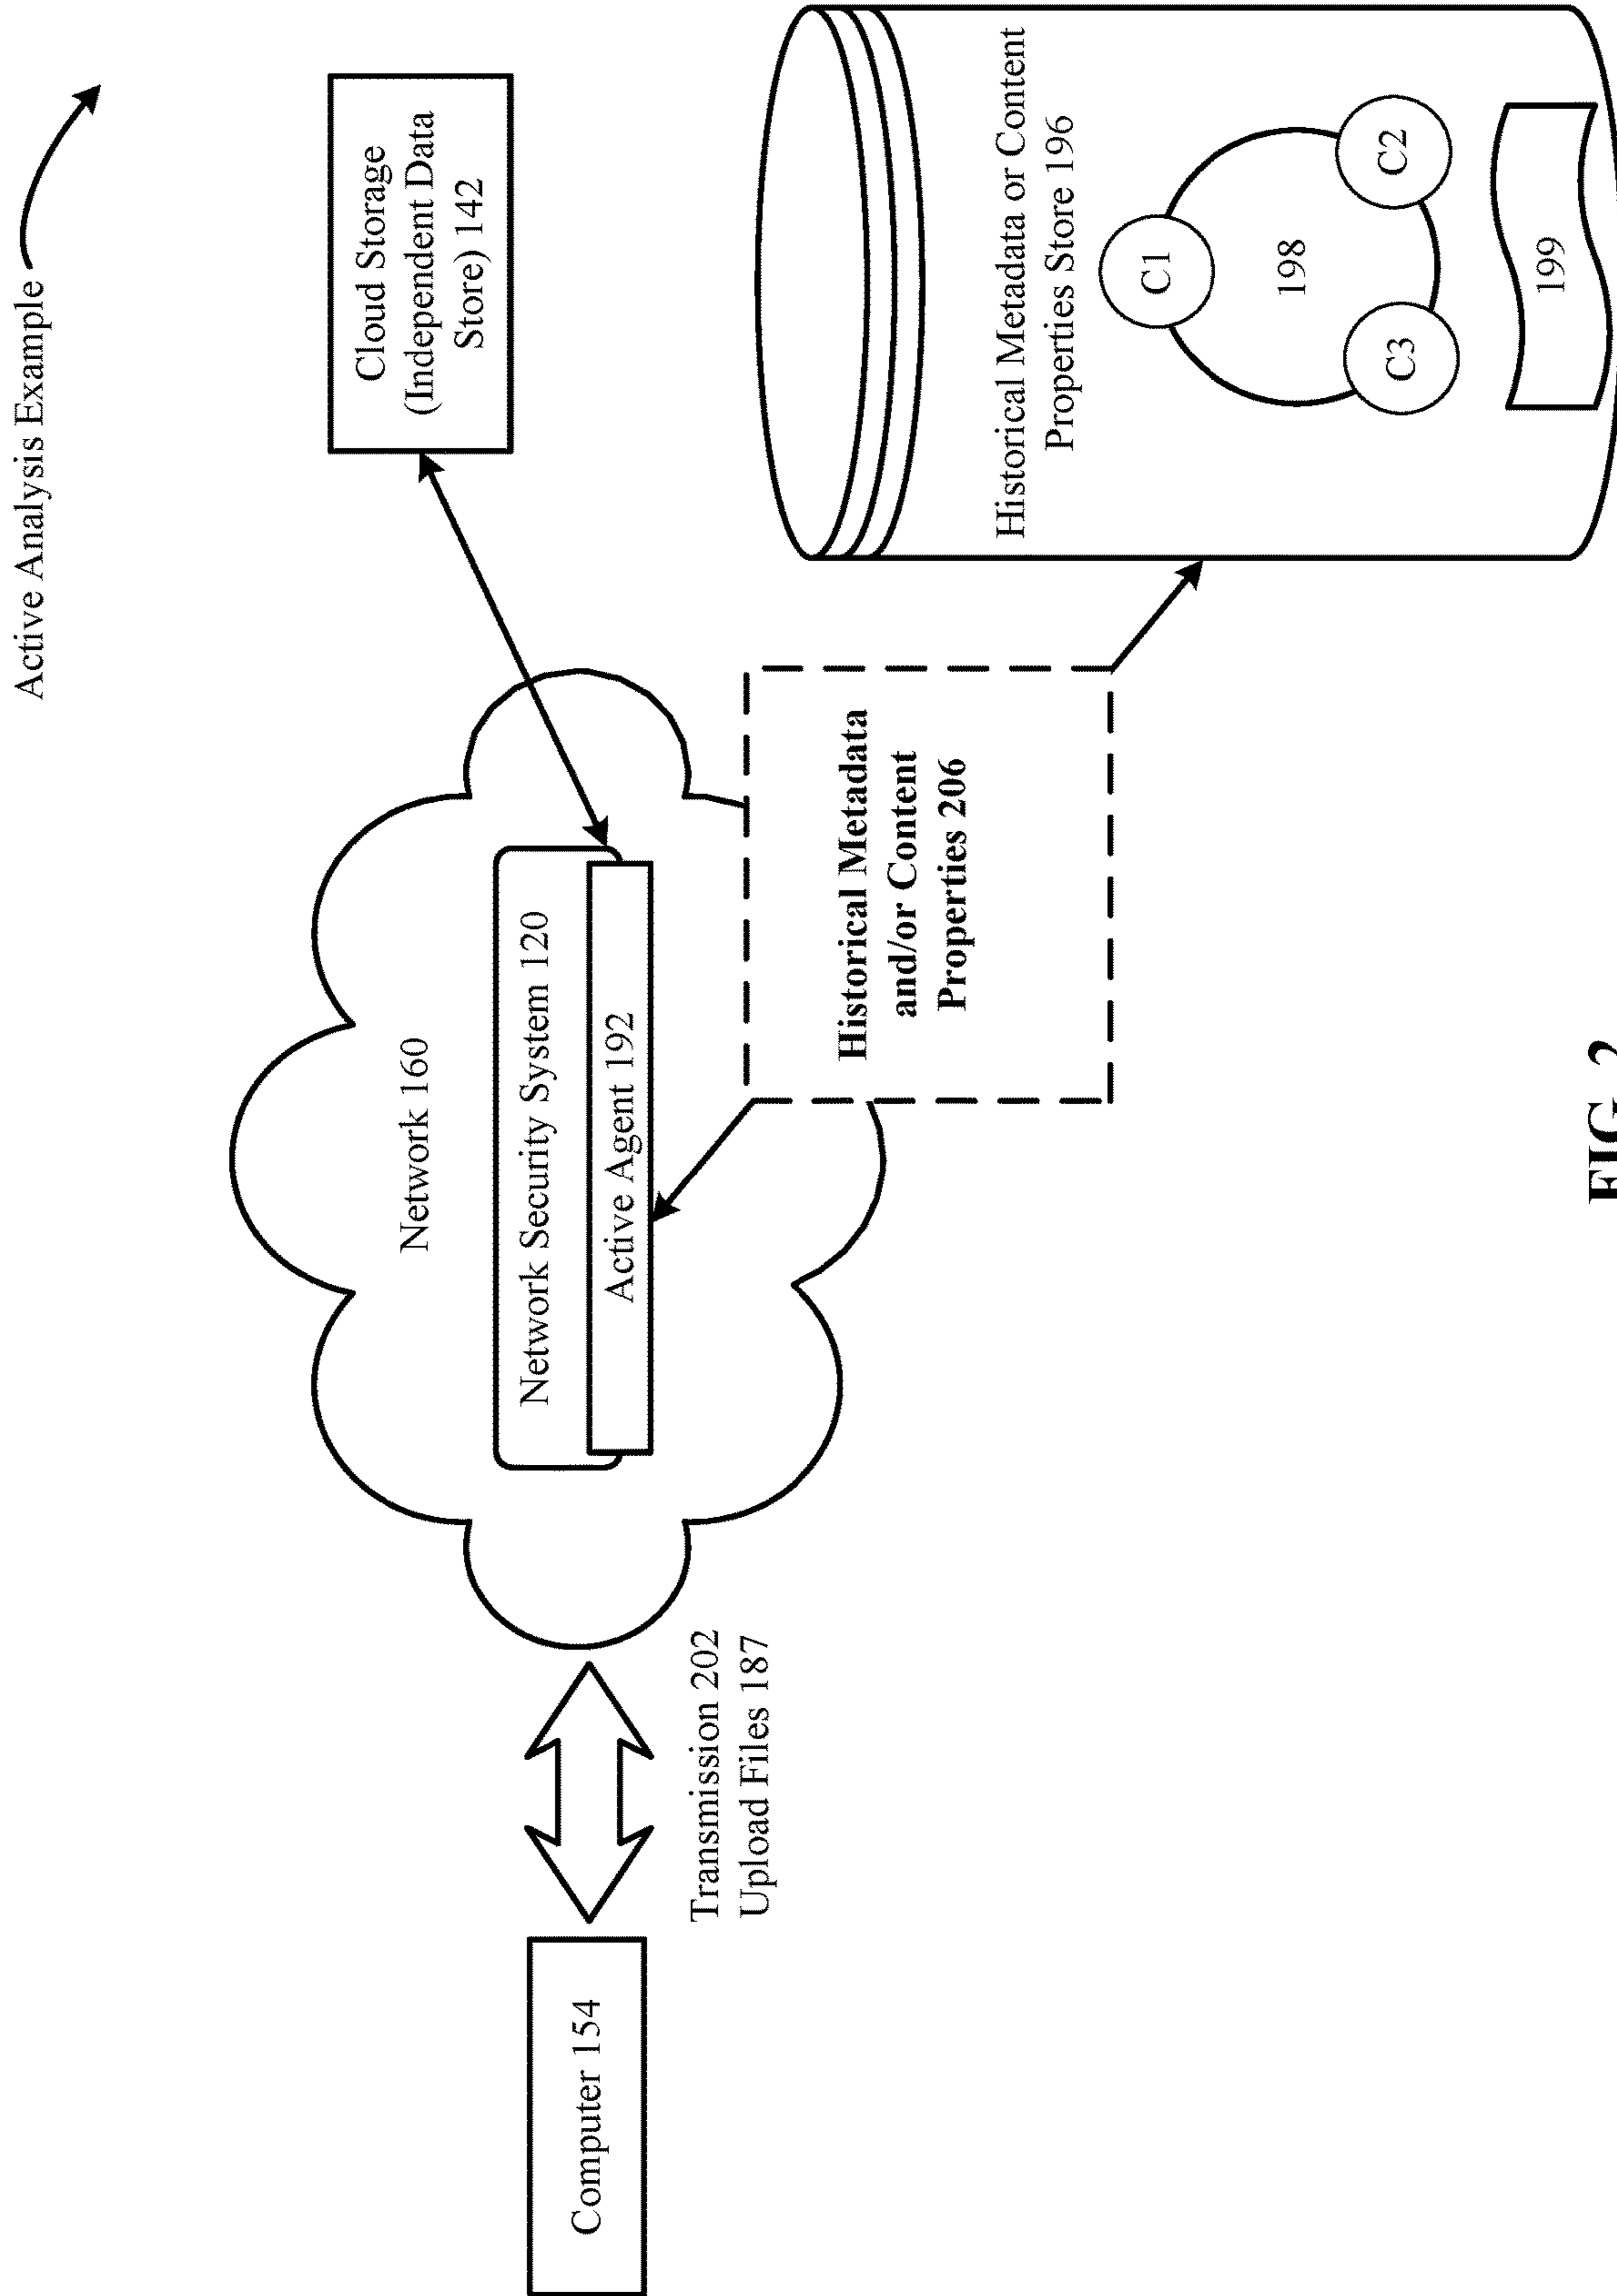 Active Analysis Example
Cloud Storage
(Independent Data
Store) 142
Network 160
Network Security System 120
Active Agent 192
Computer 154
Transmission 202
Upload Files 187
Historical Metadata
and/or Content
Properties 206
Historical Metadata or Content
Properties Store 196
C1
198
C3
C2
199
FIG. 2